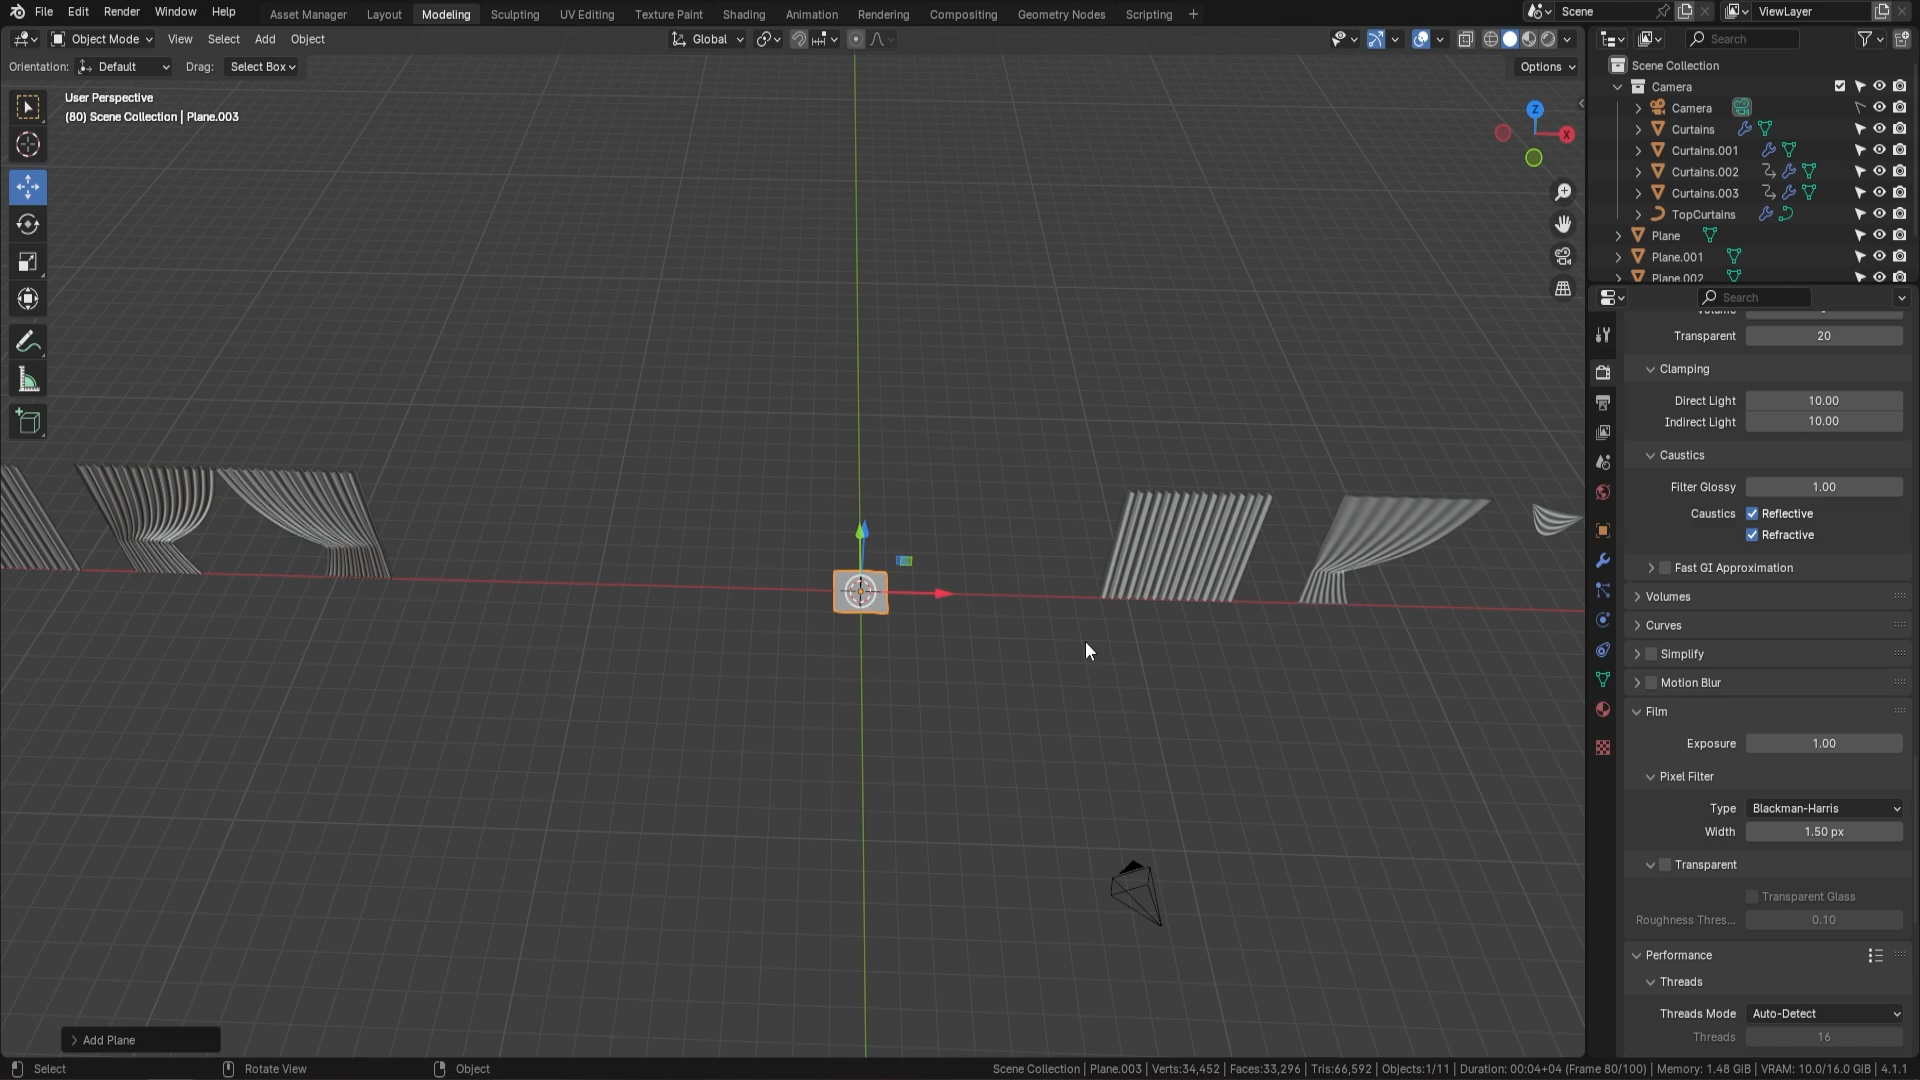 File Edit Render Window Help
Asset Manager Layout Modeling Sculpting UV Editing Texture Paint Shading Animation Rendering Compositing Geometry Nodes Scripting +
Scene ViewLayer
Object Mode View Select Add Object Global
Search
Orientation: Default Drag: Select Box
Options
User Perspective
(80) Scene Collection | Plane.003
Z
X
Scene Collection
Camera
Camera
Curtains
Curtains.001
Curtains.002
Curtains.003
TopCurtains
Plane
Plane.001
Plane.002
Search
Transparent 20
Clamping
Direct Light 10.00
Indirect Light 10.00
Caustics
Filter Glossy 1.00
Caustics Reflective
Refractive
Fast GI Approximation
Volumes
Curves
Simplify
Motion Blur
Film
Exposure 1.00
Pixel Filter
Type Blackman-Harris
Width 1.50 px
Transparent
Transparent Glass
Roughness Thres... 0.10
Performance
Threads
Threads Mode Auto-Detect
Threads 16
Add Plane
Select Rotate View Object
Scene Collection | Plane.003 | Verts:34,452 | Faces:33,296 | Tris:66,592 | Objects:1/11 | Duration: 00:04+04 (Frame 80/100) | Memory: 1.48 GiB | VRAM: 10.0/16.0 GiB | 4.1.1